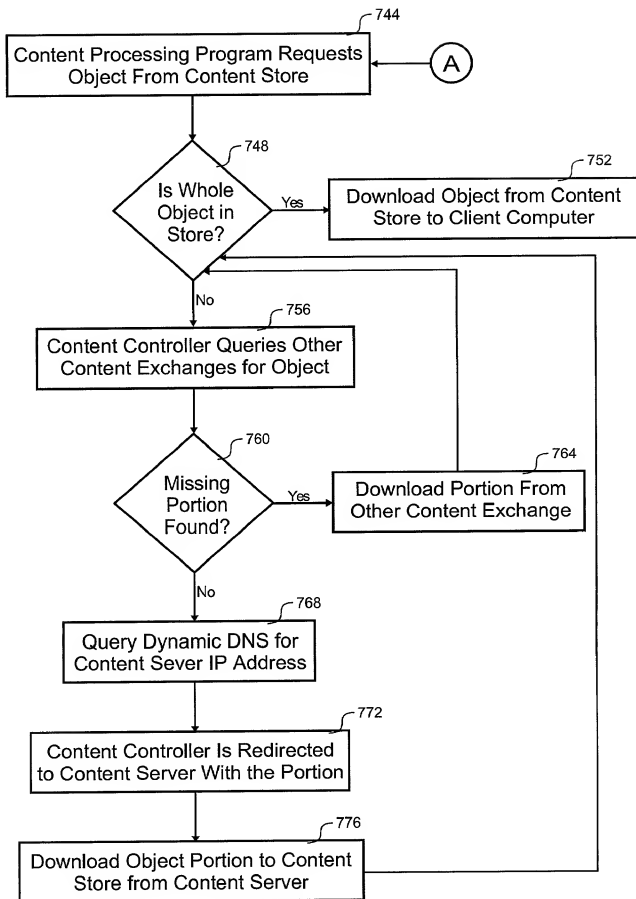 744
Content Processing Program Requests
Object From Content Store
A
748
Is Whole
Object in
Store?
Yes
752
Download Object from Content
Store to Client Computer
No
756
Content Controller Queries Other
Content Exchanges for Object
760
Missing
Portion
Found?
Yes
764
Download Portion From
Other Content Exchange
No
768
Query Dynamic DNS for
Content Sever IP Address
772
Content Controller Is Redirected
to Content Server With the Portion
776
Download Object Portion to Content
Store from Content Server